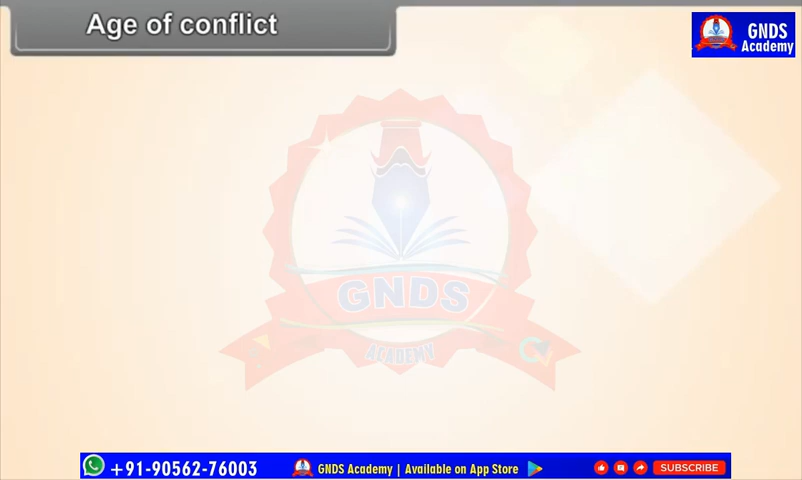 Age of conflict
GNDS
Academy
GNDS
ACADEMY
+91-90562-76003
GNDS Academy | Available on App Store
SUBSCRIBE